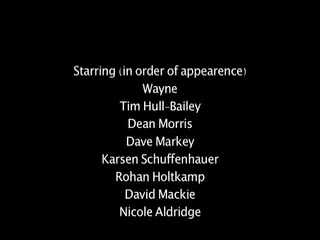 Starring (in order of appearence)
Wayne
Tim Hull-Bailey
Dean Morris
Dave Markey
Karsen Schuffenhauer
Rohan Holtkamp
David Mackie
Nicole Aldridge